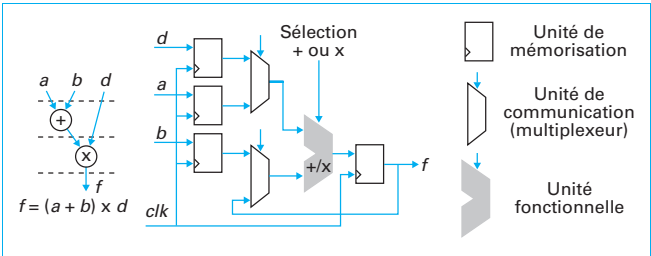 a b d
+
x
f
f = (a + b) x d
d
a
b
clk
Sélection
+ ou x
+/x
f
Unité de
mémorisation
Unité de
communication
(multiplexeur)
Unité
fonctionnelle